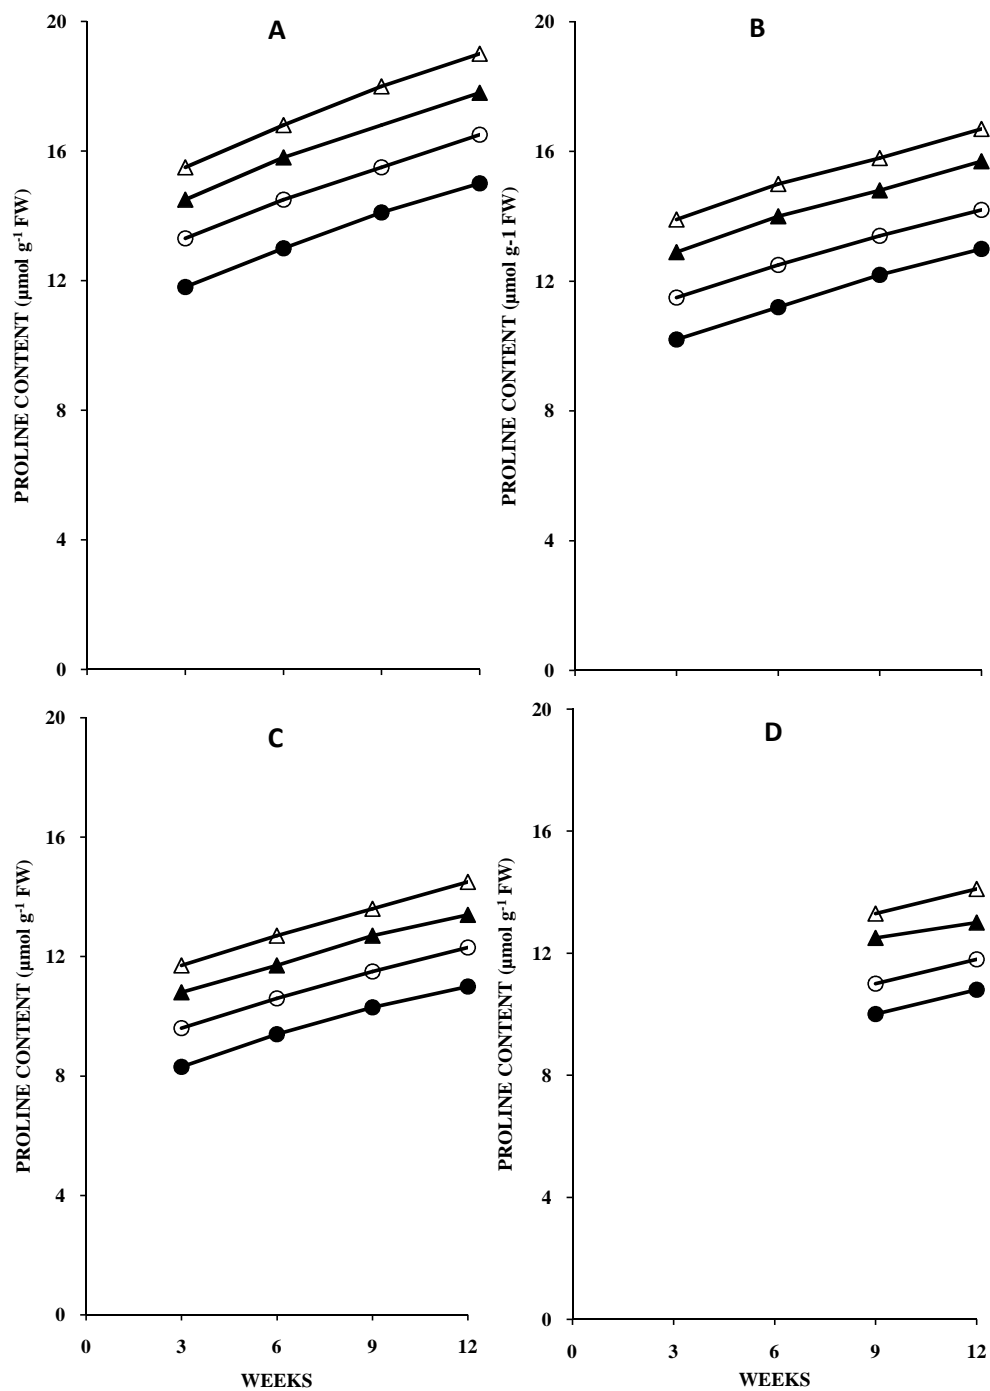 A
20
16
12
8
4
0
PROLINE CONTENT (µmol g-1 FW)
B
20
16
12
8
4
0
PROLINE CONTENT (µmol g-1 FW)
C
20
16
12
8
4
0
PROLINE CONTENT (µmol g-1 FW)
0 3 6 9 12
WEEKS
D
20
16
12
8
4
0
PROLINE CONTENT (µmol g-1 FW)
0 3 6 9 12
WEEKS